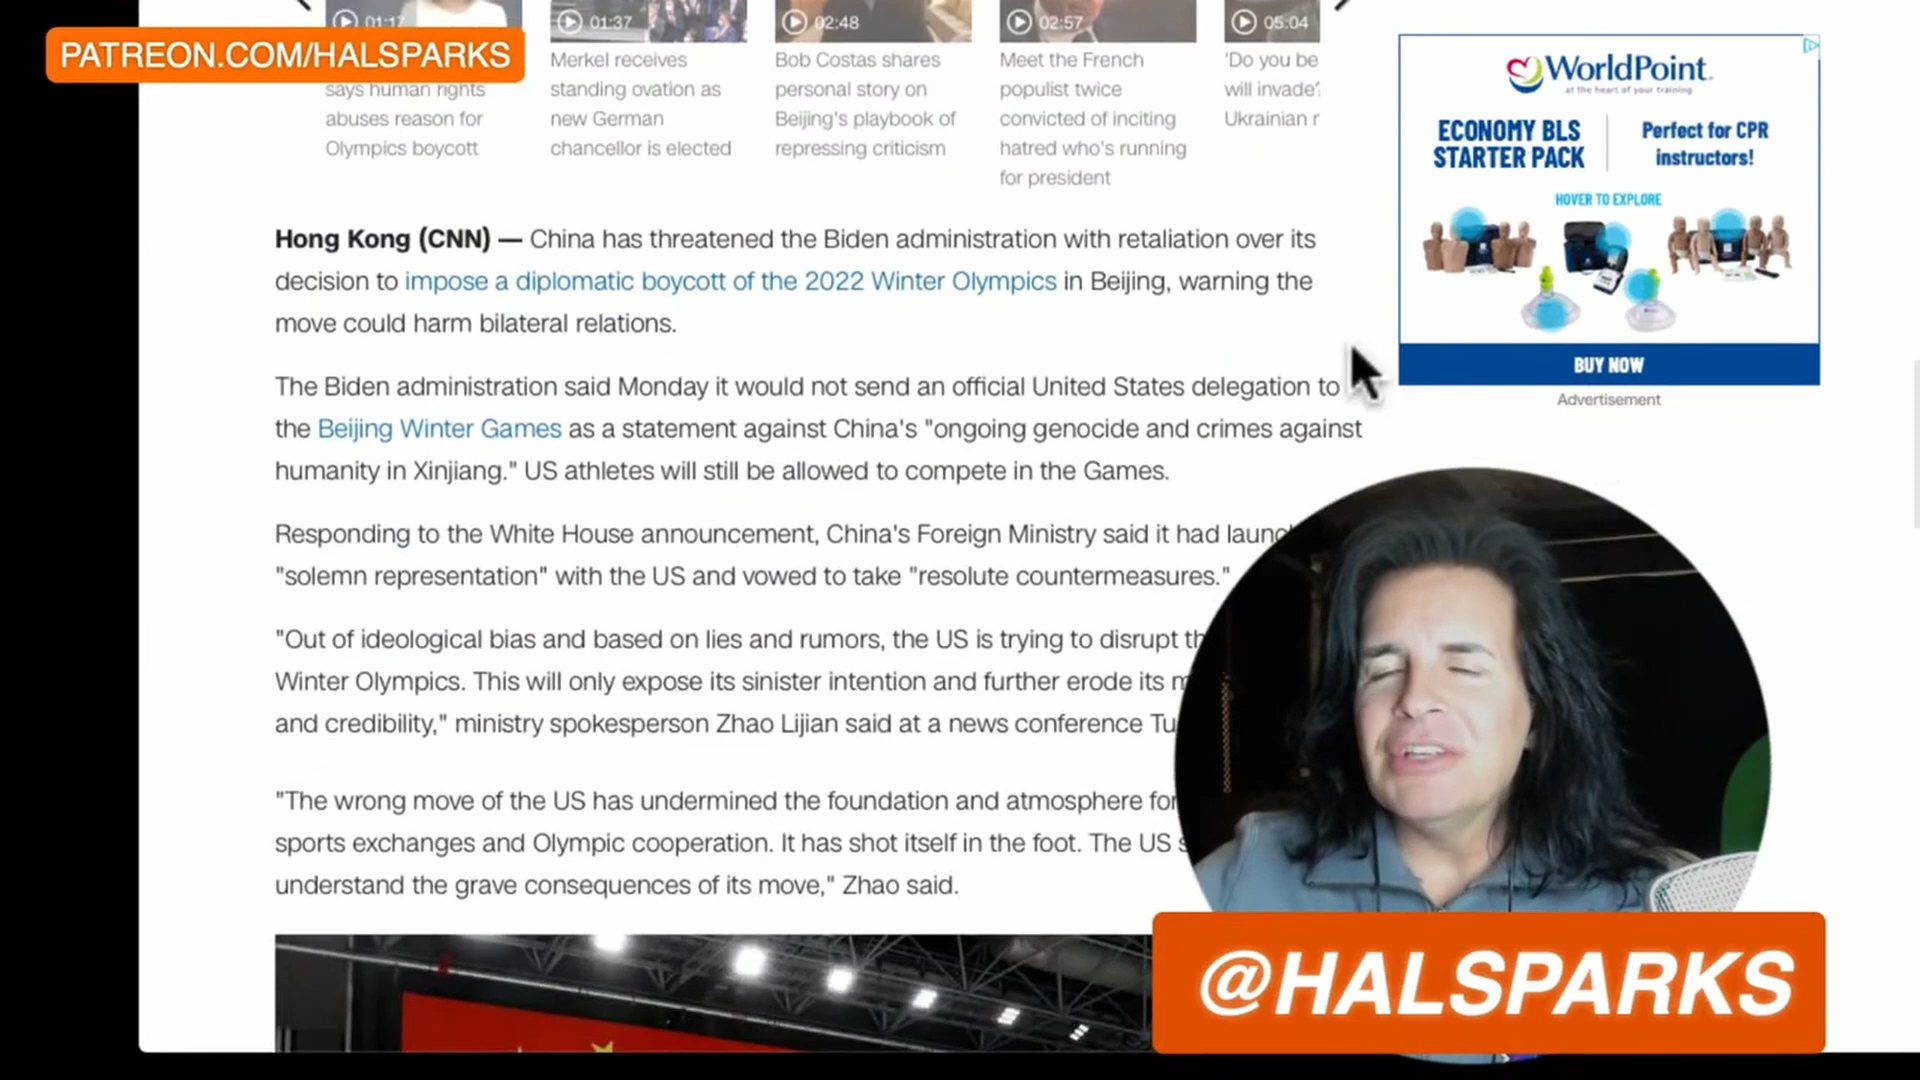 PATREON.COM/HALSPARKS
01:17
01:37
02:48
02:57
05:04
says human rights
abuses reason for
Olympics boycott
Merkel receives
standing ovation as
new German
chancellor is elected
Bob Costas shares
personal story on
Beijing's playbook of
repressing criticism
Meet the French
populist twice
convicted of inciting
hatred who's running
for president
'Do you be
will invade?
Ukrainian
WorldPoint
at the heart of your training
ECONOMY BLS
STARTER PACK
Perfect for CPR
instructors!
HOVER TO EXPLORE
BUY NOW
Advertisement
Hong Kong (CNN) — China has threatened the Biden administration with retaliation over its
decision to impose a diplomatic boycott of the 2022 Winter Olympics in Beijing, warning the
move could harm bilateral relations.
The Biden administration said Monday it would not send an official United States delegation to
the Beijing Winter Games as a statement against China's "ongoing genocide and crimes against
humanity in Xinjiang." US athletes will still be allowed to compete in the Games.
Responding to the White House announcement, China's Foreign Ministry said it had
"solemn representation" with the US and vowed to take "resolute countermeasures."
"Out of ideological bias and based on lies and rumors, the US is trying to disrupt
Winter Olympics. This will only expose its sinister intention and further erode its
and credibility," ministry spokesperson Zhao Lijian said at a news conference
"The wrong move of the US has undermined the foundation and atmosphere for
sports exchanges and Olympic cooperation. It has shot itself in the foot. The US
understand the grave consequences of its move," Zhao said.
@HALSPARKS